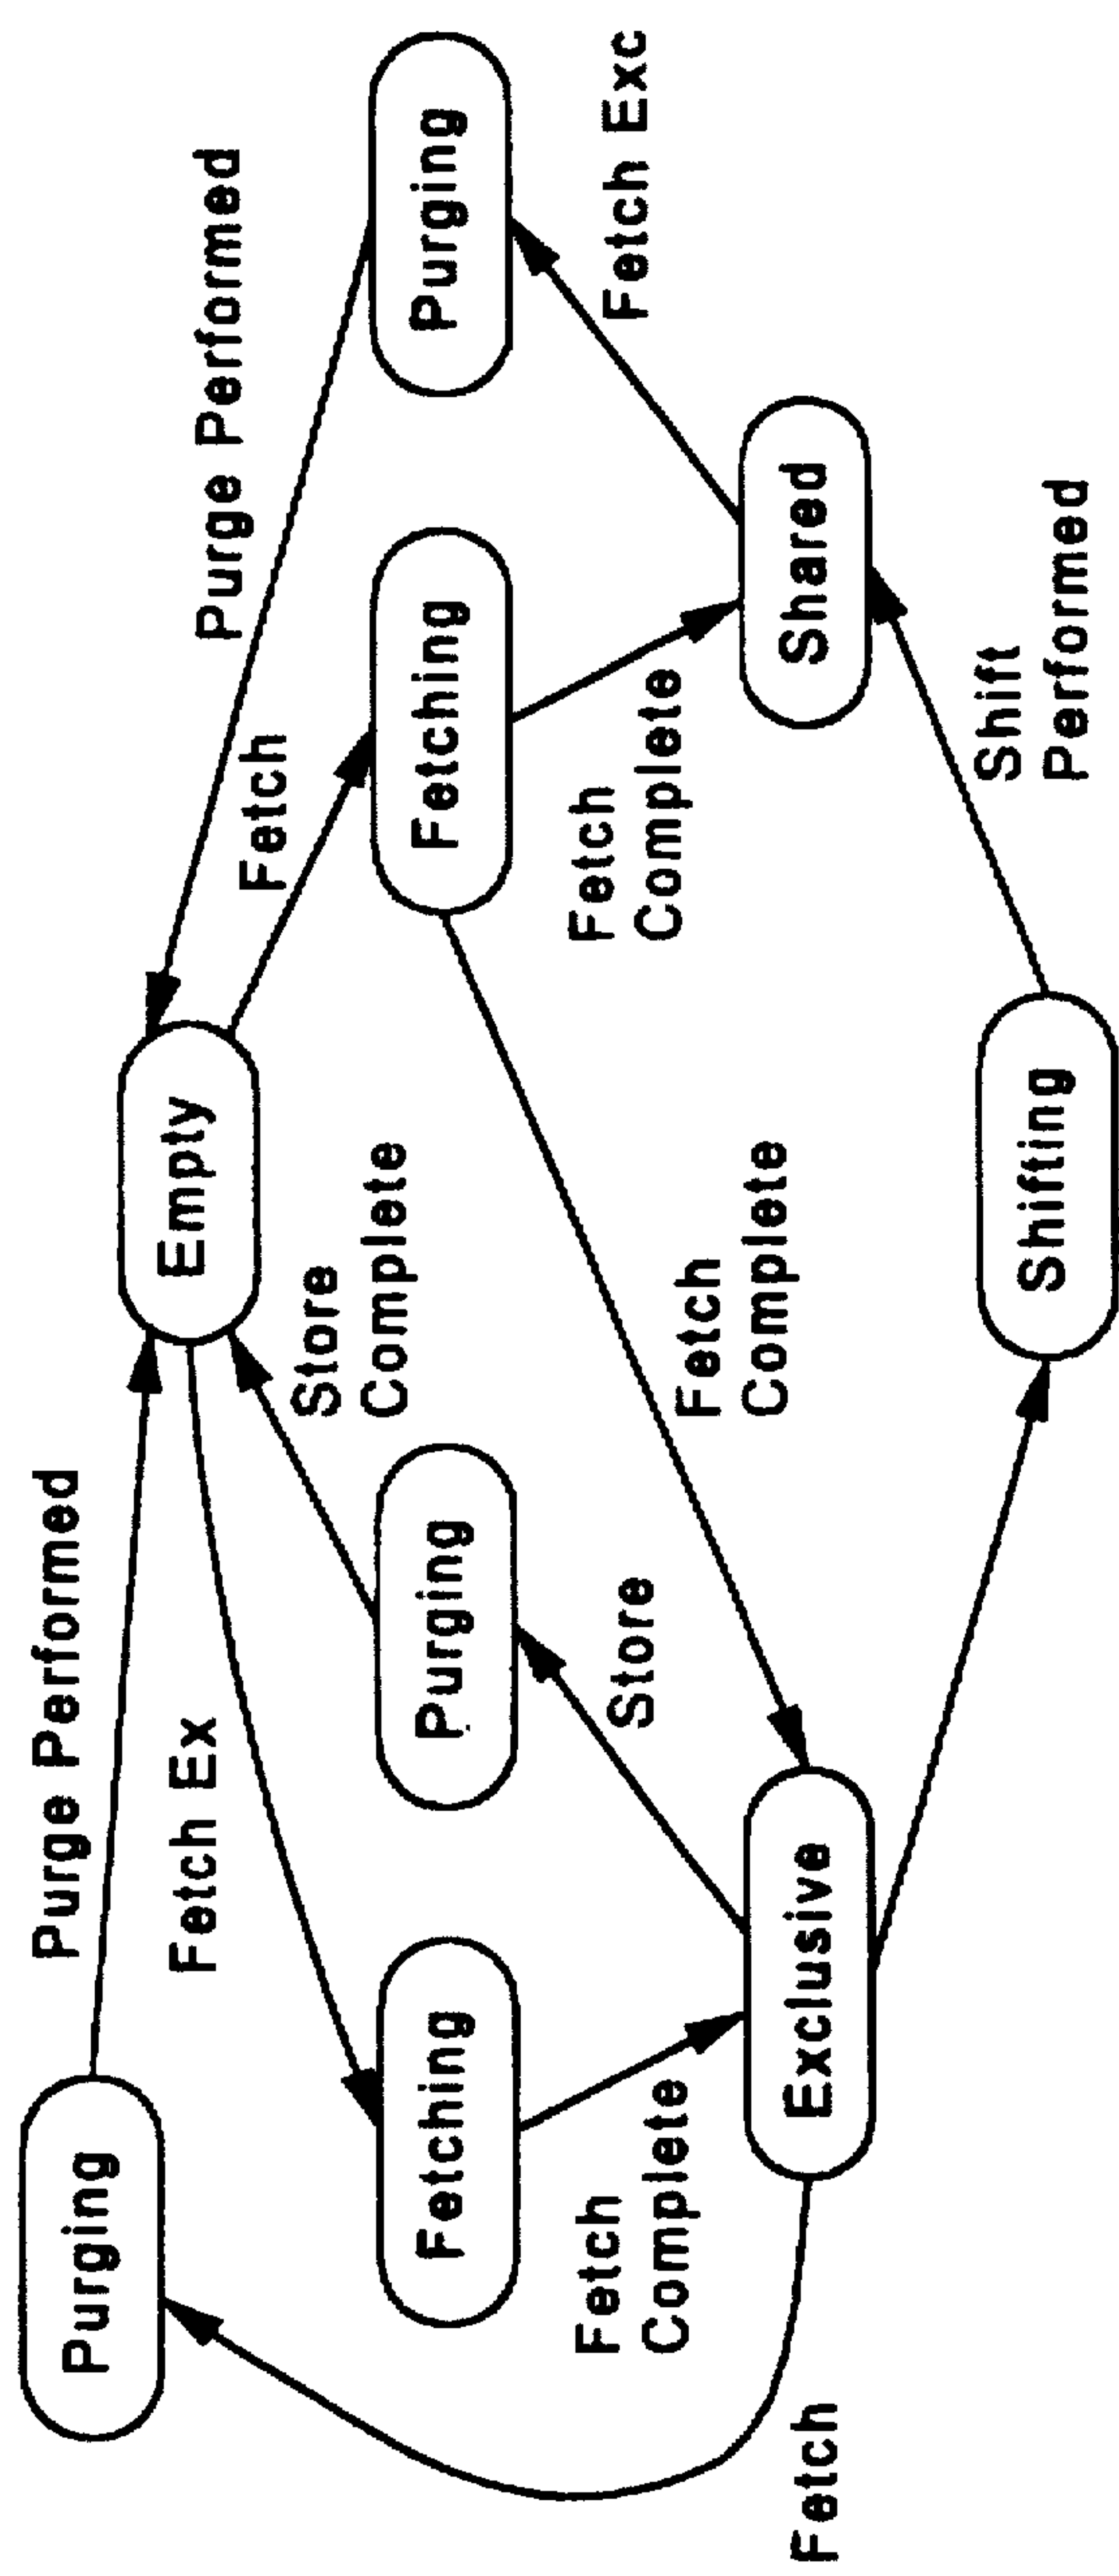 Purging
Purge Performed
Fetch Ex
Empty
Purge Performed
Fetch
Fetching
Purging
Store
Complete
Fetching
Purging
Fetch
Complete
Store
Fetch
Complete
Fetch
Complete
Fetch Exc
Exclusive
Shared
Fetch
Shifting
Shift
Performed